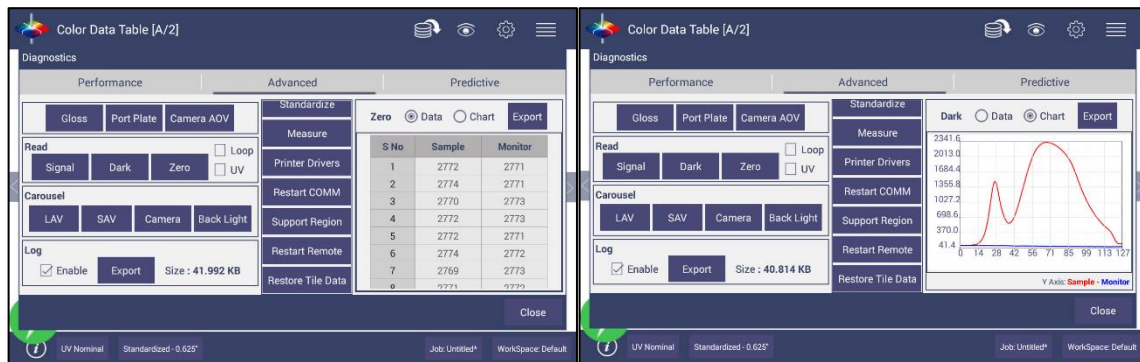 Color Data Table [A/2]
Diagnostics
Performance Advanced Predictive
Gloss Port Plate Camera AOV
Read
Loop
Signal Dark Zero
UV
Carousel
LAV SAV Camera Back Light
Log
Enable Export Size : 41.992 KB
Standardize
Measure
Printer Drivers
Restart COMM
Support Region
Restart Remote
Restore Tile Data
Zero Data Chart Export
S No Sample Monitor
1 2772 2771
2 2774 2771
3 2770 2773
4 2772 2773
5 2772 2771
6 2774 2772
7 2769 2773
8 2771 2772
Close
UV Nominal Standardized - 0.625" Job: Untitled* WorkSpace: Default
Color Data Table [A/2]
Diagnostics
Performance Advanced Predictive
Gloss Port Plate Camera AOV
Read
Loop
Signal Dark Zero
UV
Carousel
LAV SAV Camera Back Light
Log
Enable Export Size : 40.814 KB
Standardize
Measure
Printer Drivers
Restart COMM
Support Region
Restart Remote
Restore Tile Data
Dark Data Chart Export
2341.6
2013.0
1684.4
1355.8
1027.2
698.6
370.0
41.4
0 14 28 42 56 71 85 99 113 127
Y Axis: Sample - Monitor
Close
UV Nominal Standardized - 0.625" Job: Untitled* WorkSpace: Default